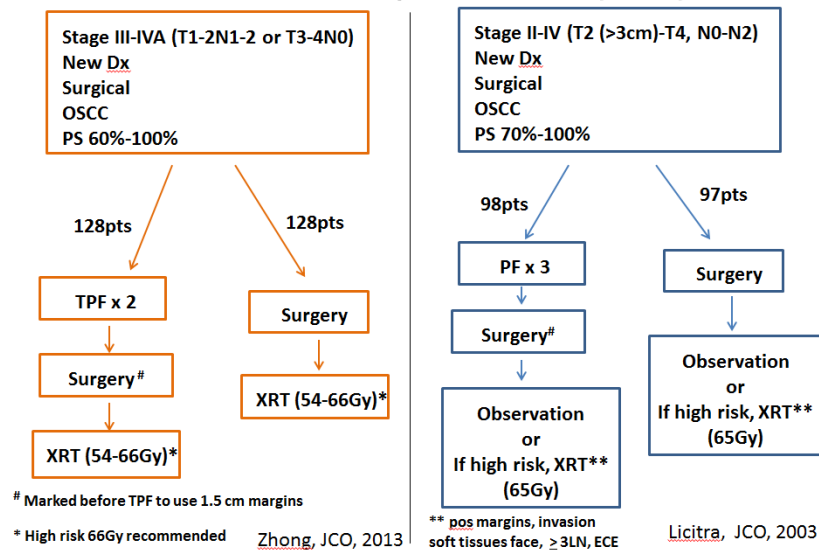 Stage III-IVA (T1-2N1-2 or T3-4N0)
New Dx
Surgical
OSCC
PS 60%-100%
128pts
128pts
TPF x 2
Surgery
Surgery#
XRT (54-66Gy)*
XRT (54-66Gy)*
# Marked before TPF to use 1.5 cm margins
* High risk 66Gy recommended
Zhong, JCO, 2013
Stage II-IV (T2 (>3cm)-T4, N0-N2)
New Dx
Surgical
OSCC
PS 70%-100%
98pts
97pts
PF x 3
Surgery
Surgery#
Observation
or
If high risk, XRT**
(65Gy)
Observation
or
If high risk, XRT**
(65Gy)
** pos margins, invasion
soft tissues face, ≥ 3LN, ECE
Licitra, JCO, 2003